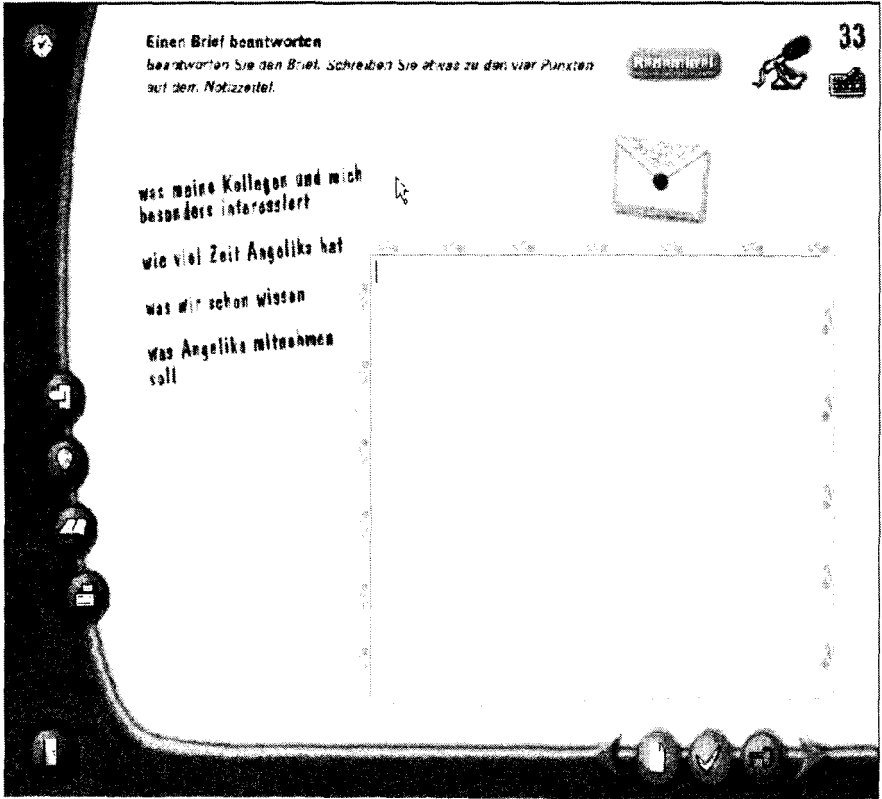 Einen Brief beantworten
Beantworten Sie den Brief. Schreiben Sie etwas zu den vier Punkten
auf dem Notizzettel.
Redemittel
33
was meine Kollegen und mich
besonders interessiert
wie viel Zeit Angelika hat
was wir schon wissen
was Angelika mitnehmen
soll